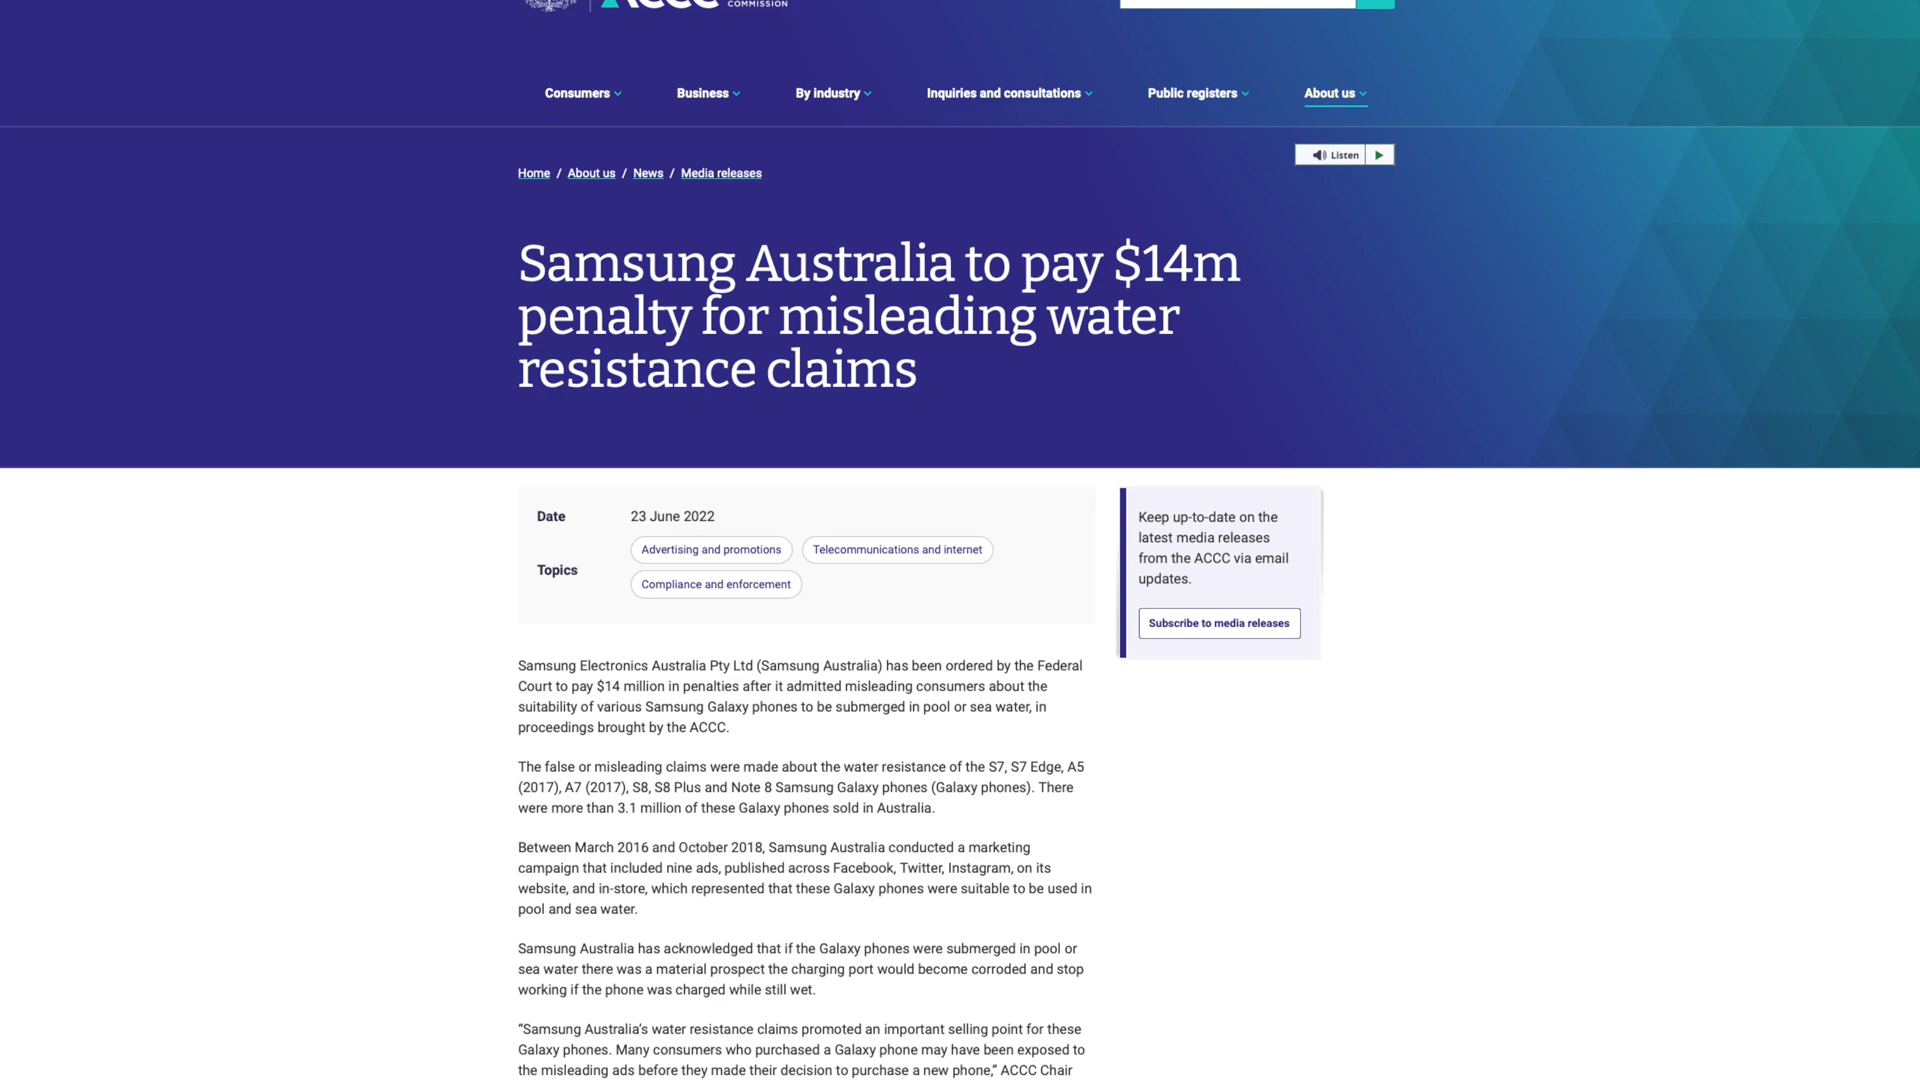 ACCC
COMMISSION
Consumers
Business
By industry
Inquiries and consultations
Public registers
About us
Listen
Home / About us / News / Media releases
Samsung Australia to pay $14m
penalty for misleading water
resistance claims
Date
23 June 2022
Topics
Advertising and promotions
Telecommunications and internet
Compliance and enforcement
Keep up-to-date on the
latest media releases
from the ACCC via email
updates.
Subscribe to media releases
Samsung Electronics Australia Pty Ltd (Samsung Australia) has been ordered by the Federal
Court to pay $14 million in penalties after it admitted misleading consumers about the
suitability of various Samsung Galaxy phones to be submerged in pool or sea water, in
proceedings brought by the ACCC.
The false or misleading claims were made about the water resistance of the S7, S7 Edge, A5
(2017), A7 (2017), S8, S8 Plus and Note 8 Samsung Galaxy phones (Galaxy phones). There
were more than 3.1 million of these Galaxy phones sold in Australia.
Between March 2016 and October 2018, Samsung Australia conducted a marketing
campaign that included nine ads, published across Facebook, Twitter, Instagram, on its
website, and in-store, which represented that these Galaxy phones were suitable to be used in
pool and sea water.
Samsung Australia has acknowledged that if the Galaxy phones were submerged in pool or
sea water there was a material prospect the charging port would become corroded and stop
working if the phone was charged while still wet.
“Samsung Australia’s water resistance claims promoted an important selling point for these
Galaxy phones. Many consumers who purchased a Galaxy phone may have been exposed to
the misleading ads before they made their decision to purchase a new phone,” ACCC Chair